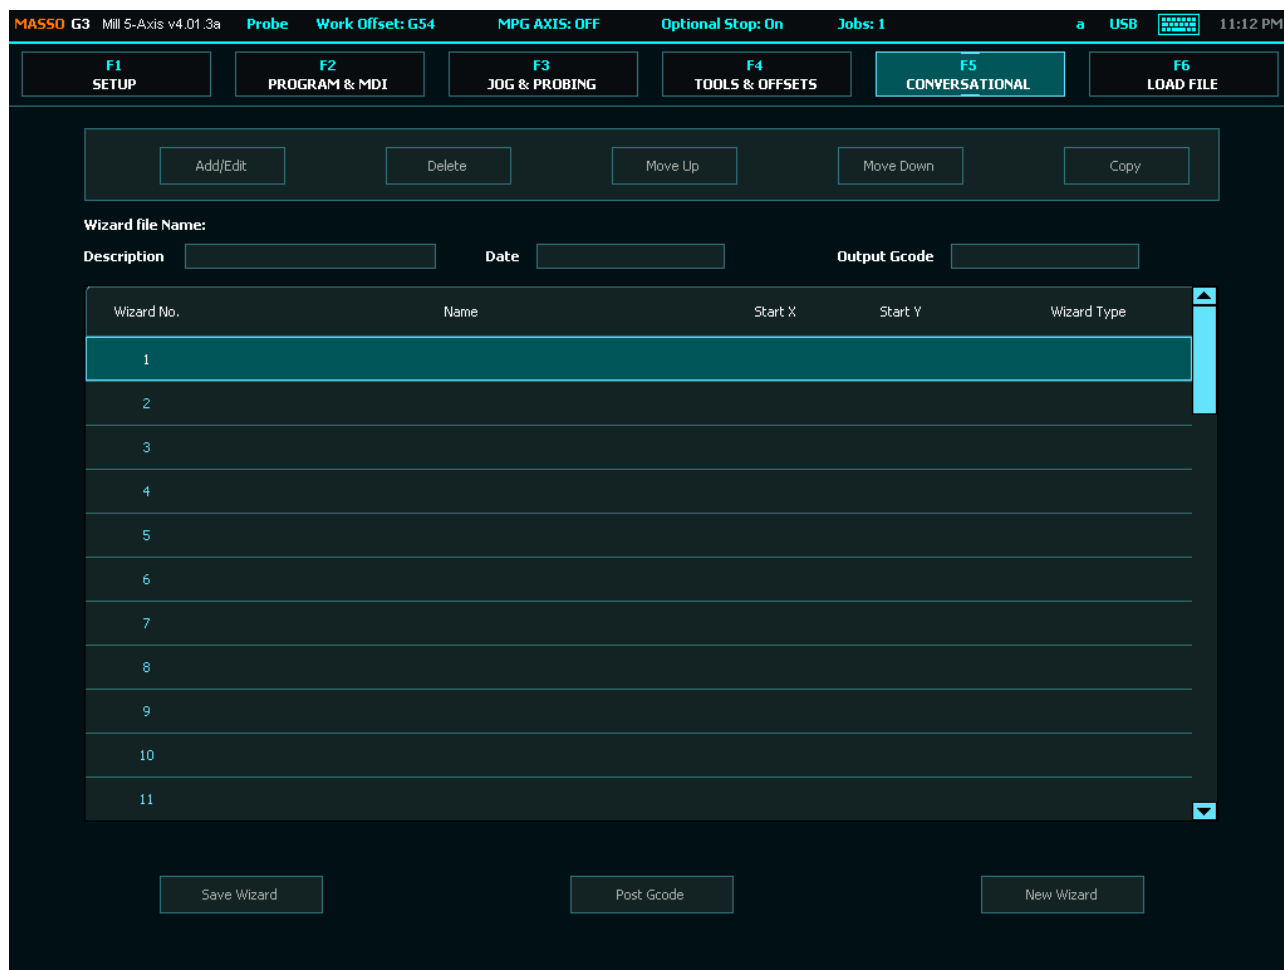 MASSO G3 Mill 5-Axis v4.01.3a Probe Work Offset: G54 MPG AXIS: OFF Optional Stop: On Jobs: 1 a USB 11:12 PM
F1 F2 F3 F4 F5 F6
SETUP PROGRAM & MDI JOG & PROBING TOOLS & OFFSETS CONVERSATIONAL LOAD FILE
Add/Edit Delete Move Up Move Down Copy
Wizard file Name:
Description Date Output Gcode
Wizard No. Name Start X Start Y Wizard Type
1
2
3
4
5
6
7
8
9
10
11
Save Wizard Post Gcode New Wizard